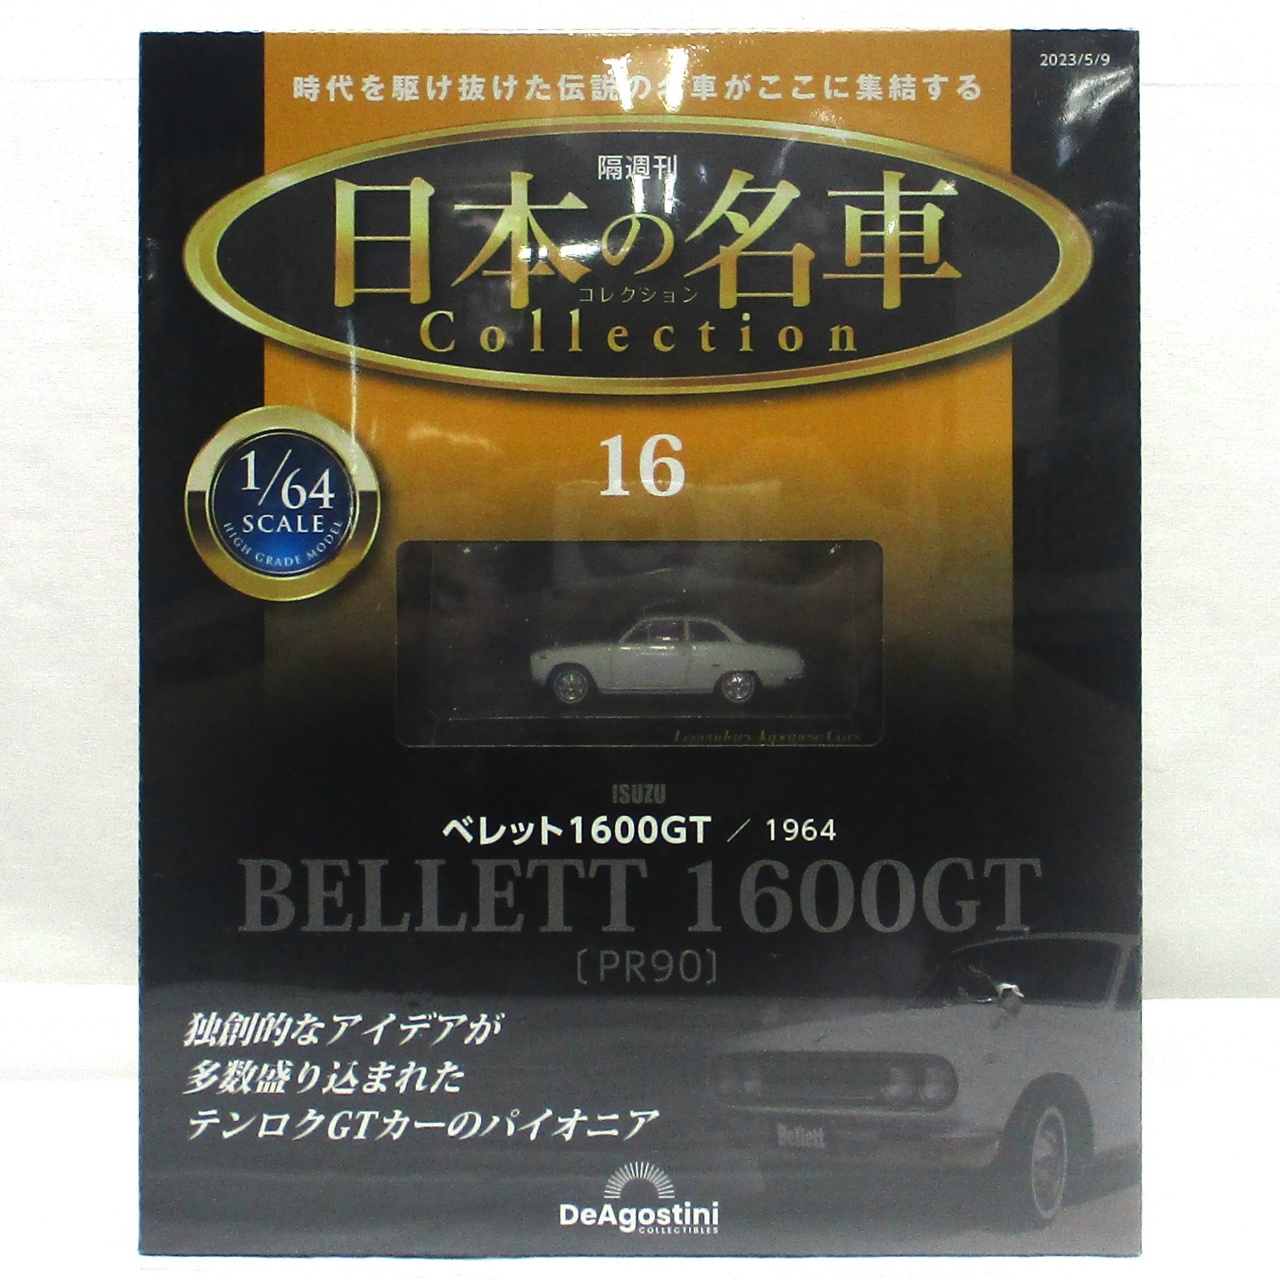 2023/5/9
時代を駆け抜けた伝説の名車がここに集結する
隔週刊
日本の名車
コレクション
Collection
16
1/64
SCALE
HIGH GRADE MODEL
Legendary Japanese Cars
ISUZU
ベレット1600GT / 1964
BELLETT 1600GT
〔PR90〕
独創的なアイデアが
多数盛り込まれた
テンロクGTカーのパイオニア
Bellett
DeAgostini
COLLECTIBLES